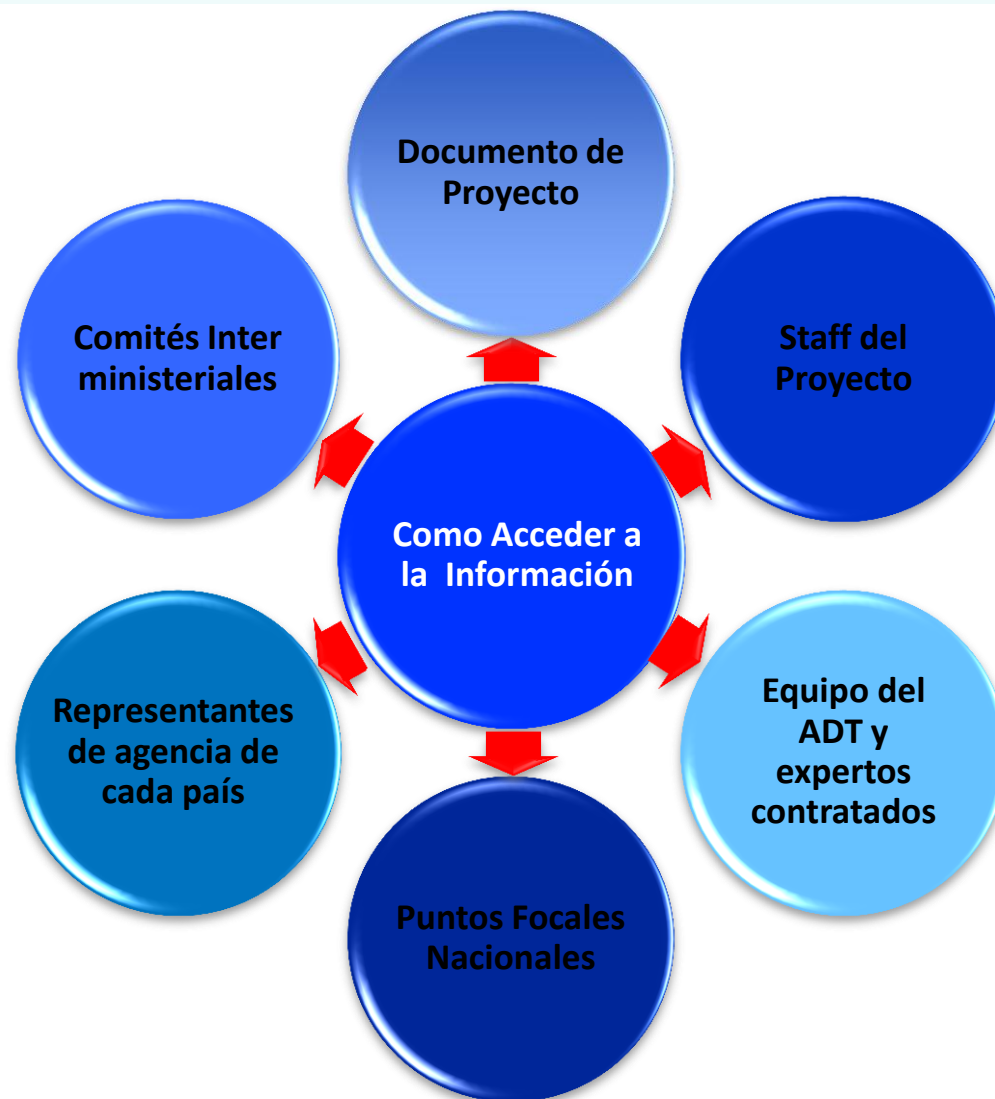 Documento de
Proyecto
Comités Inter
ministeriales
Staff del
Proyecto
Como Acceder a
la  Información
Representantes
de agencia de
cada país
Equipo del
ADT y
expertos
contratados
Puntos Focales
Nacionales